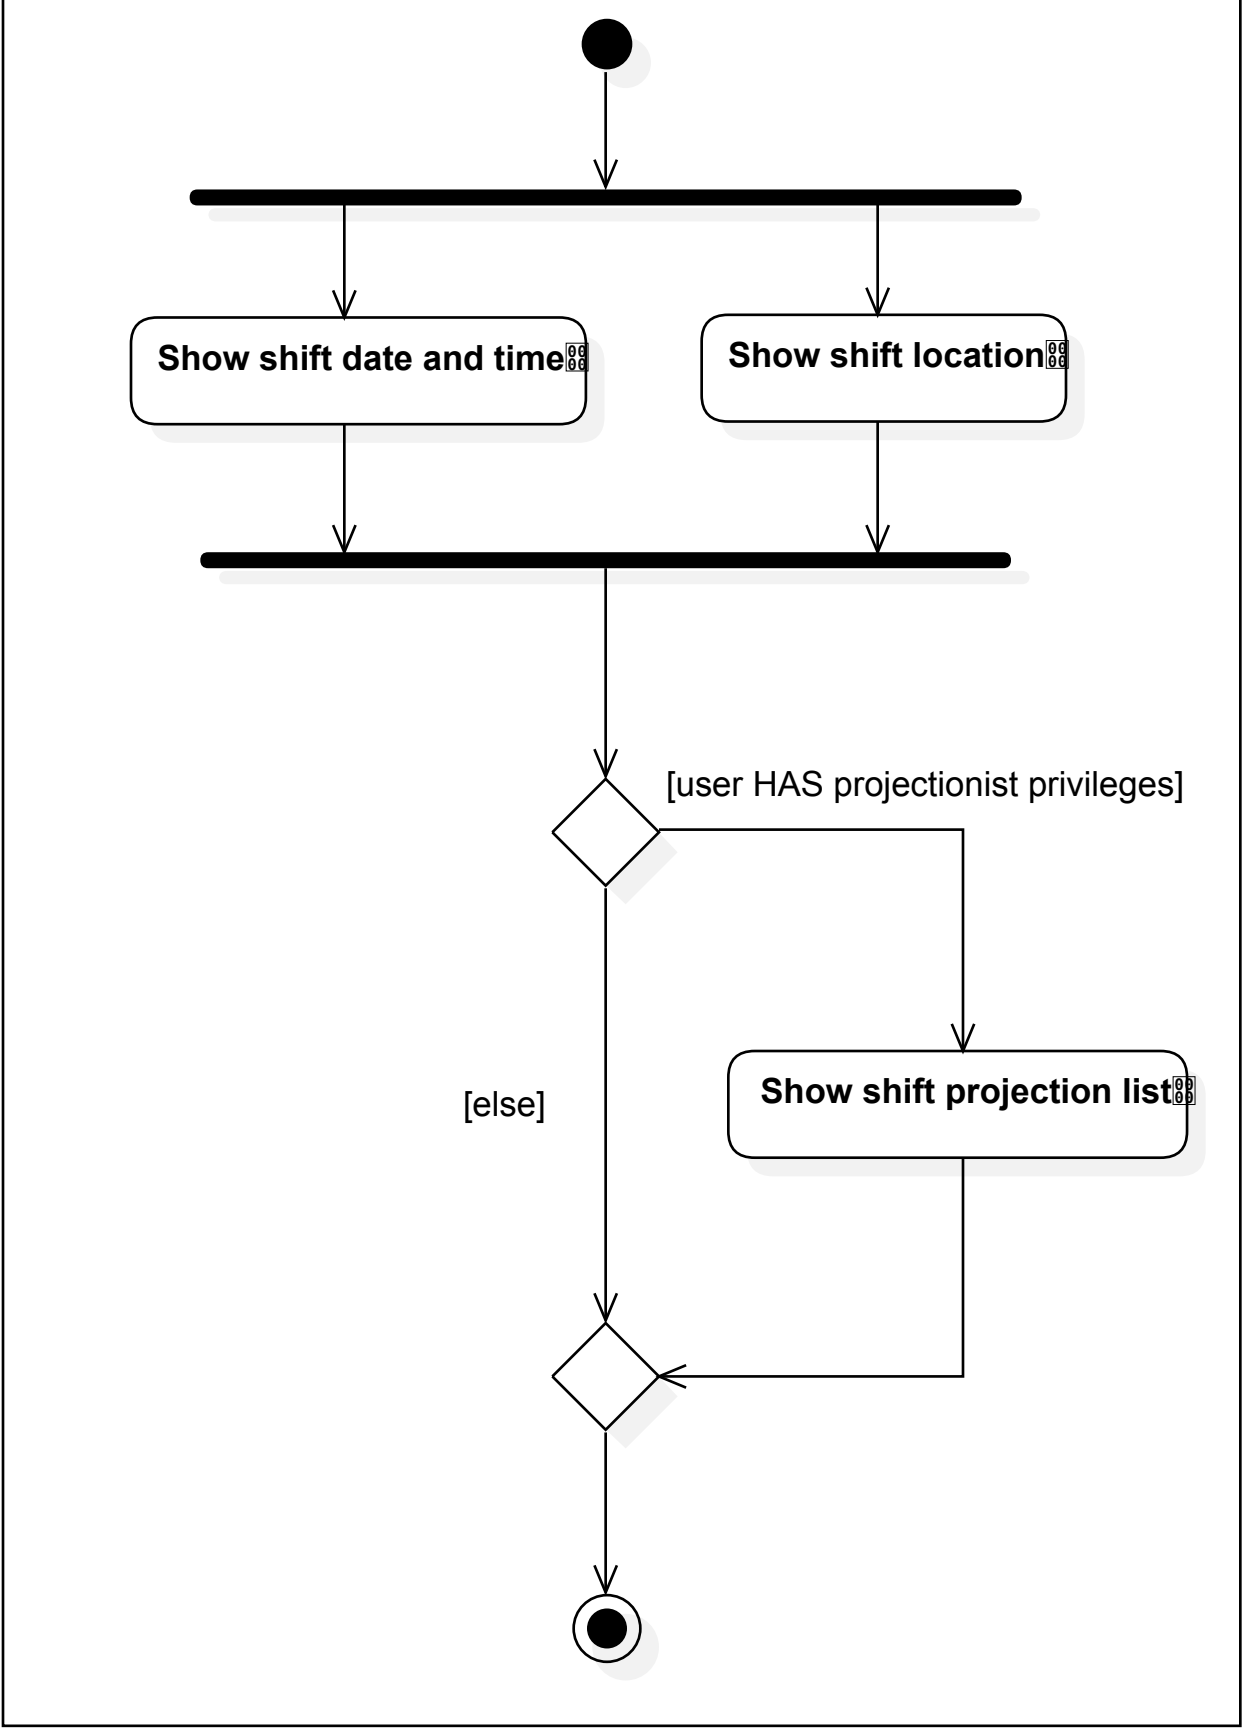 Show shift date and time
Show shift location
[user HAS projectionist privileges]
[else]
Show shift projection list